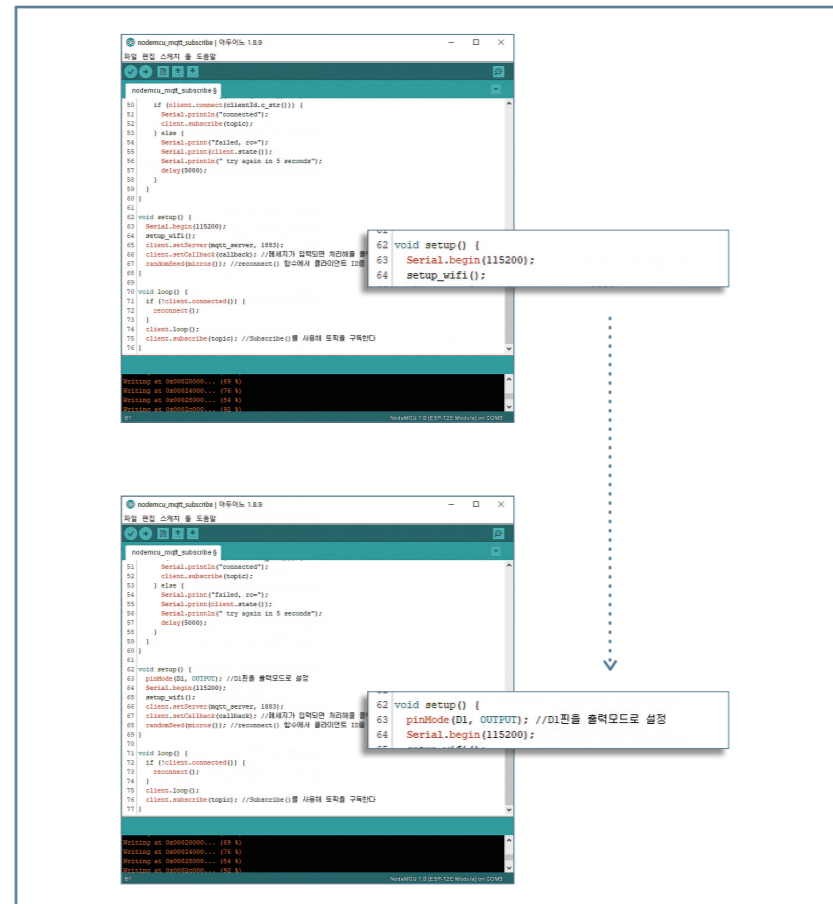 nodemcu_mqtt_subscribe | 아두이노 1.8.9
파일 편집 스케치 툴 도움말
nodemcu_mqtt_subscribe §
50 if (client.connect(clientId.c_str())) {
51 Serial.println("connected");
52 client.subscribe(topic);
53 } else {
54 Serial.print("failed, rc=");
55 Serial.print(client.state());
56 Serial.println(" try again in 5 seconds");
57 delay(5000);
58 }
59 }
60 }
61
62 void setup() {
63 Serial.begin(115200);
64 setup_wifi();
65 client.setServer(mqtt_server, 1883);
66 client.setCallback(callback); //메세지가 입력되면 처리해줄
67 randomSeed(micros()); //reconnect() 함수에서 클라이언트 ID를
68 }
69
70 void loop() {
71 if (!client.connected()) {
72 reconnect();
73 }
74 client.loop();
75 client.subscribe(topic); //Subscribe()를 사용해 토픽을 구독한다
76 }
Writing at 0x00020000... (69 %)
Writing at 0x00024000... (76 %)
Writing at 0x00028000... (84 %)
Writing at 0x0002c000... (92 %)
NodeMCU 1.0 (ESP-12E Module) on COM3
62 void setup() {
63 Serial.begin(115200);
64 setup_wifi();
nodemcu_mqtt_subscribe | 아두이노 1.8.9
파일 편집 스케치 툴 도움말
nodemcu_mqtt_subscribe §
51 Serial.println("connected");
52 client.subscribe(topic);
53 } else {
54 Serial.print("failed, rc=");
55 Serial.print(client.state());
56 Serial.println(" try again in 5 seconds");
57 delay(5000);
58 }
59 }
60 }
61
62 void setup() {
63 pinMode(D1, OUTPUT); //D1핀을 출력모드로 설정
64 Serial.begin(115200);
65 setup_wifi();
66 client.setServer(mqtt_server, 1883);
67 client.setCallback(callback); //메세지가 입력되면 처리해줄
68 randomSeed(micros()); //reconnect() 함수에서 클라이언트 ID를
69 }
70
71 void loop() {
72 if (!client.connected()) {
73 reconnect();
74 }
75 client.loop();
76 client.subscribe(topic); //Subscribe()를 사용해 토픽을 구독한다
77 }
Writing at 0x00020000... (69 %)
Writing at 0x00024000... (76 %)
Writing at 0x00028000... (84 %)
Writing at 0x0002c000... (92 %)
NodeMCU 1.0 (ESP-12E Module) on COM3
62 void setup() {
63 pinMode(D1, OUTPUT); //D1핀을 출력모드로 설정
64 Serial.begin(115200);